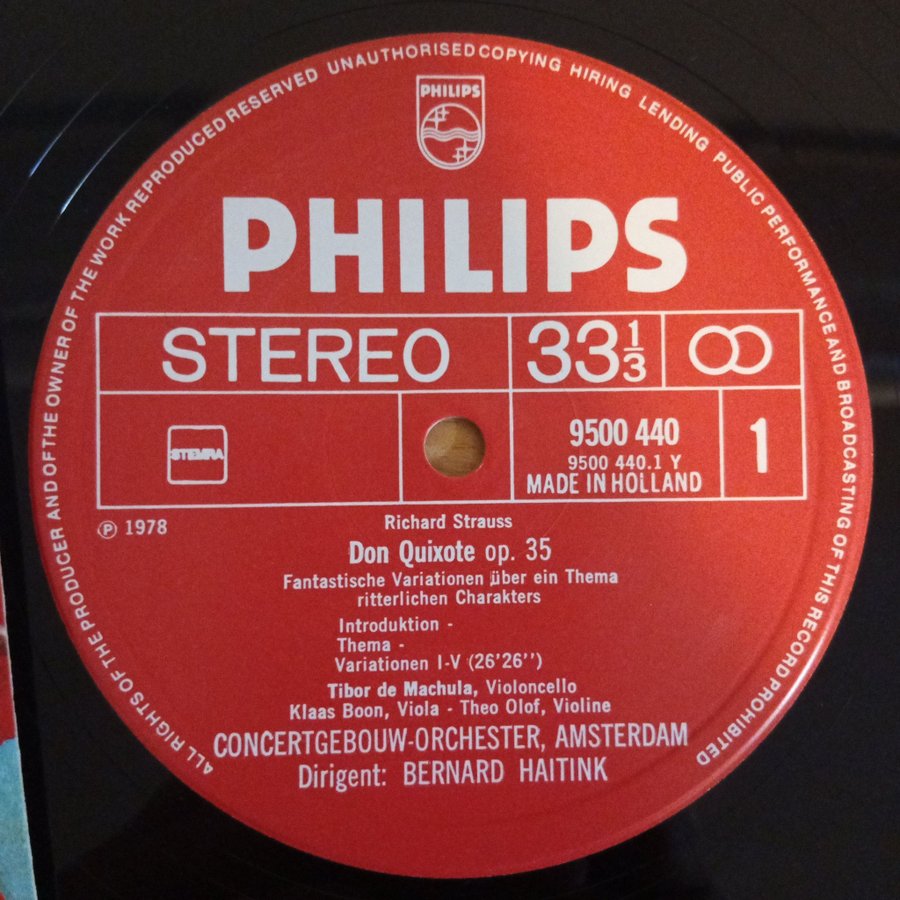 ALL RIGHTS OF THE PRODUCER AND OF THE OWNER OF THE WORK REPRODUCED RESERVED UNAUTHORISED COPYING HIRING LENDING PUBLIC PERFORMANCE AND BROADCASTING OF THIS RECORD PROHIBITED
PHILIPS
PHILIPS
STEREO
33 1/3
STEMRA
9500 440
9500 440.1 Y
MADE IN HOLLAND
1
℗ 1978
Richard Strauss
Don Quixote op. 35
Fantastische Variationen über ein Thema
ritterlichen Charakters
Introduktion -
Thema -
Variationen I-V (26'26'')
Tibor de Machula, Violoncello
Klaas Boon, Viola - Theo Olof, Violine
CONCERTGEBOUW-ORCHESTER, AMSTERDAM
Dirigent: BERNARD HAITINK